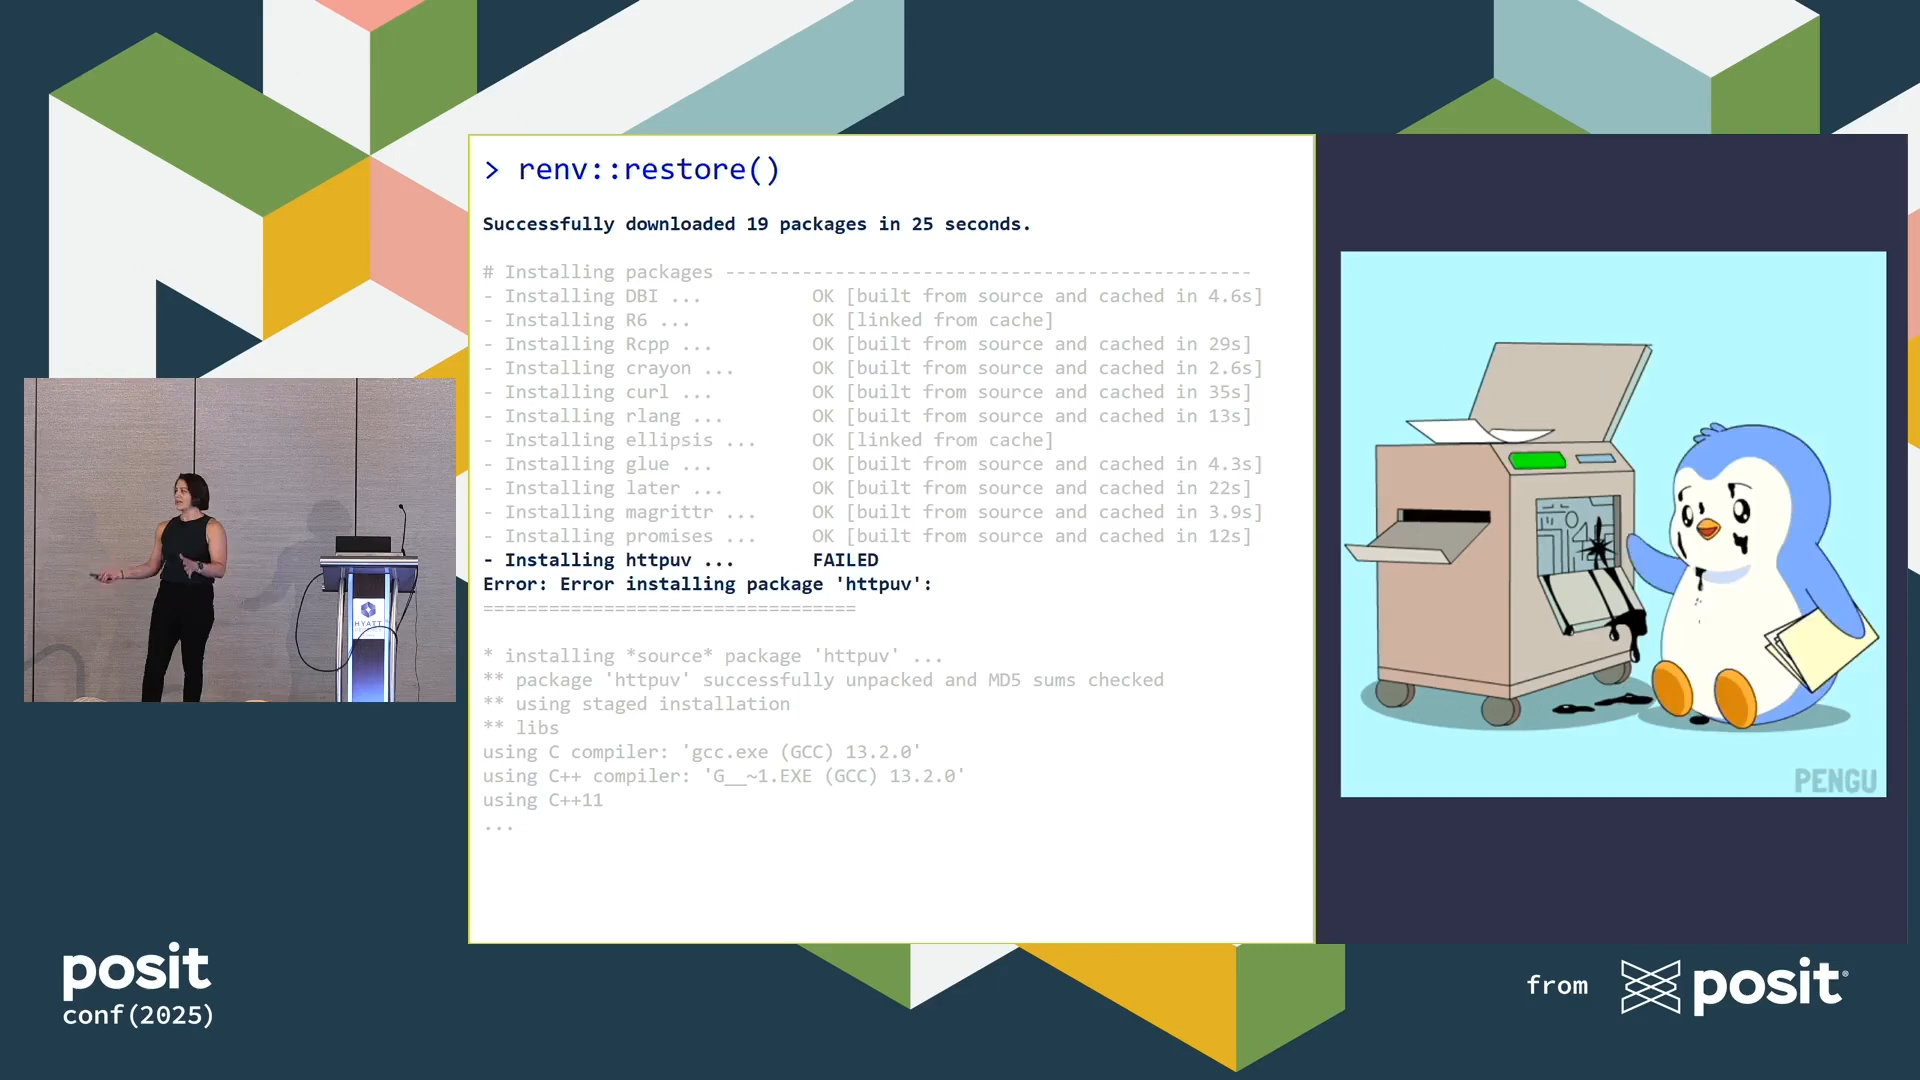 > renv::restore()
Successfully downloaded 19 packages in 25 seconds.
# Installing packages ------------------------------------------------
- Installing DBI ... OK [built from source and cached in 4.6s]
- Installing R6 ... OK [linked from cache]
- Installing Rcpp ... OK [built from source and cached in 29s]
- Installing crayon ... OK [built from source and cached in 2.6s]
- Installing curl ... OK [built from source and cached in 35s]
- Installing rlang ... OK [built from source and cached in 13s]
- Installing ellipsis ... OK [linked from cache]
- Installing glue ... OK [built from source and cached in 4.3s]
- Installing later ... OK [built from source and cached in 22s]
- Installing magrittr ... OK [built from source and cached in 3.9s]
- Installing promises ... OK [built from source and cached in 12s]
- Installing httpuv ... FAILED
Error: Error installing package 'httpuv':
==================================
* installing *source* package 'httpuv' ...
** package 'httpuv' successfully unpacked and MD5 sums checked
** using staged installation
** libs
using C compiler: 'gcc.exe (GCC) 13.2.0'
using C++ compiler: 'G__~1.EXE (GCC) 13.2.0'
using C++11
...
PENGU
HYATT
posit
conf(2025)
from posit®